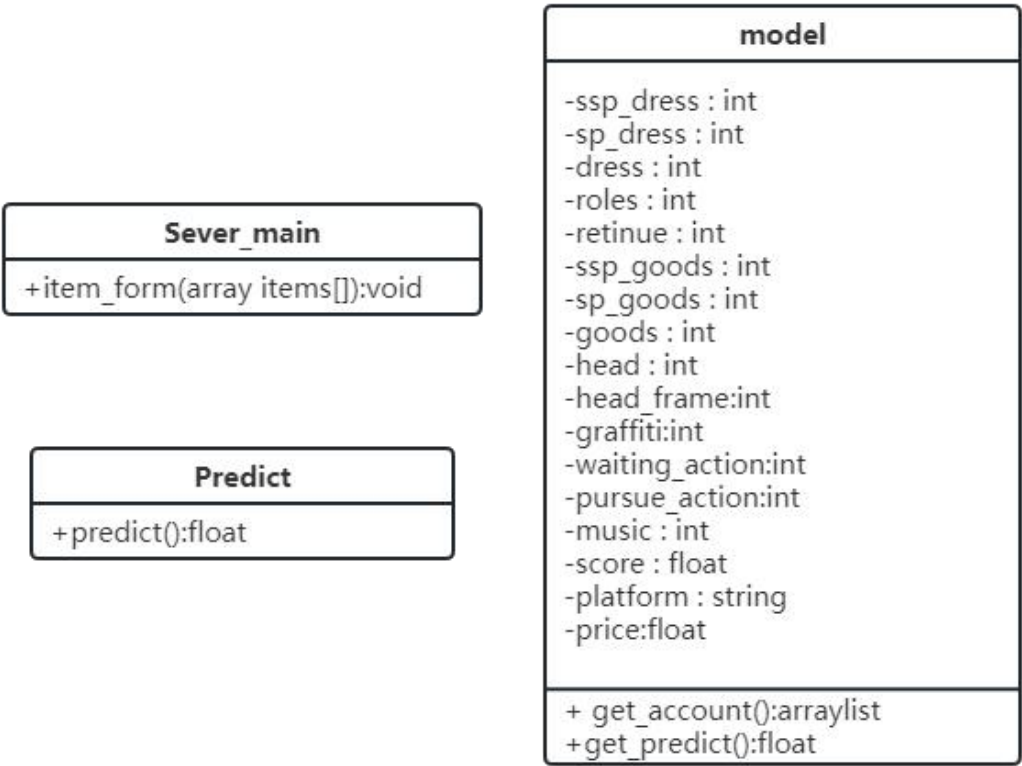 Sever_main
+item_form(array items[]):void
Predict
+predict():float
model
-ssp_dress : int
-sp_dress : int
-dress : int
-roles : int
-retinue : int
-ssp_goods : int
-sp_goods : int
-goods : int
-head : int
-head_frame:int
-graffiti:int
-waiting_action:int
-pursue_action:int
-music : int
-score : float
-platform : string
-price:float
+ get_account():arraylist
+get_predict():float